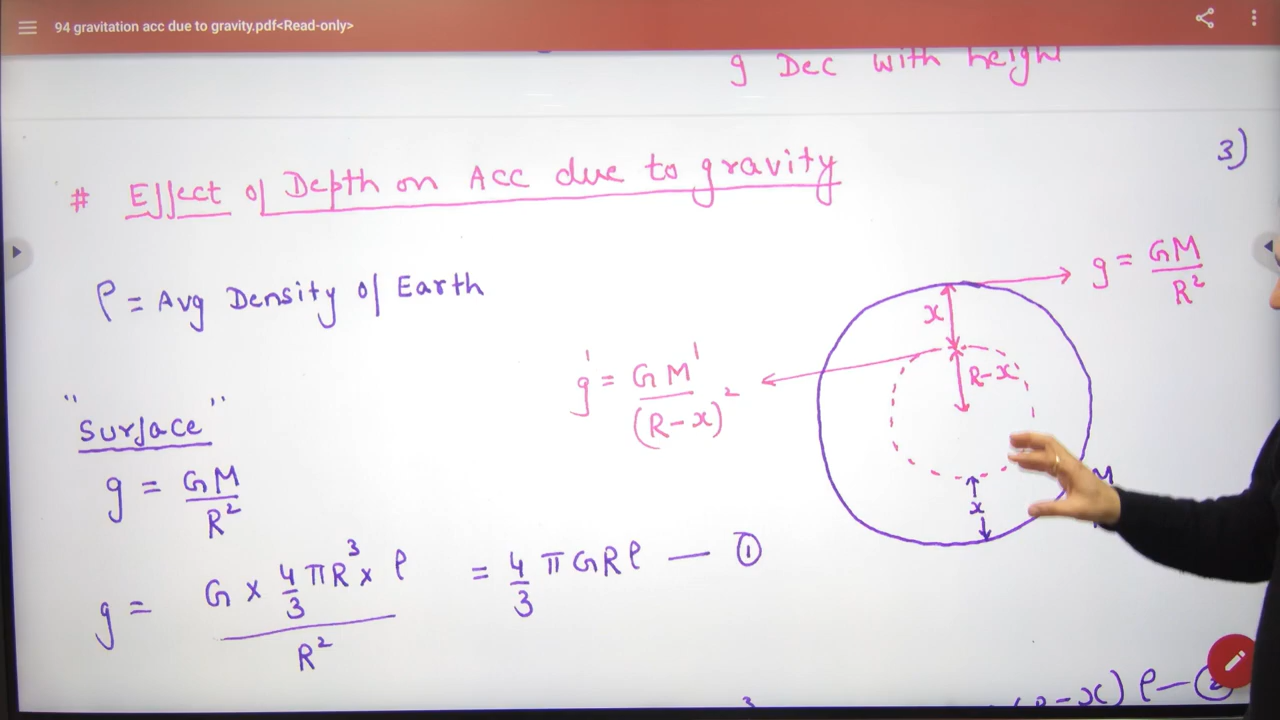 94 gravitation acc due to gravity.pdf<Read-only>
g Dec with height
# Effect of Depth on Acc due to gravity
3)
ρ = Avg Density of Earth
g = GM/R²
x
R-x
g' = GM'/(R-x)²
"Surface"
g = GM/R²
M
x
g = G x 4/3 πR³ x ρ / R² = 4/3 πGRρ — ①
(R-x) ρ — ②